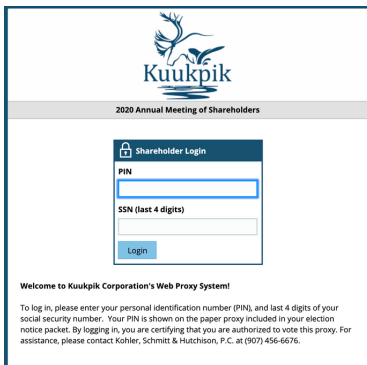 Kuukpik
2020 Annual Meeting of Shareholders
Shareholder Login
PIN
SSN (last 4 digits)
Login
Welcome to Kuukpik Corporation's Web Proxy System!
To log in, please enter your personal identification number (PIN), and last 4 digits of your
social security number. Your PIN is shown on the paper proxy included in your election
notice packet. By logging in, you are certifying that you are authorized to vote this proxy. For
assistance, please contact Kohler, Schmitt & Hutchison, P.C. at (907) 456-6676.